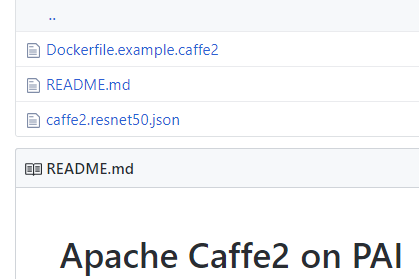 ..
Dockerfile.example.caffe2
README.md
caffe2.resnet50.json
README.md
Apache Caffe2 on PAI